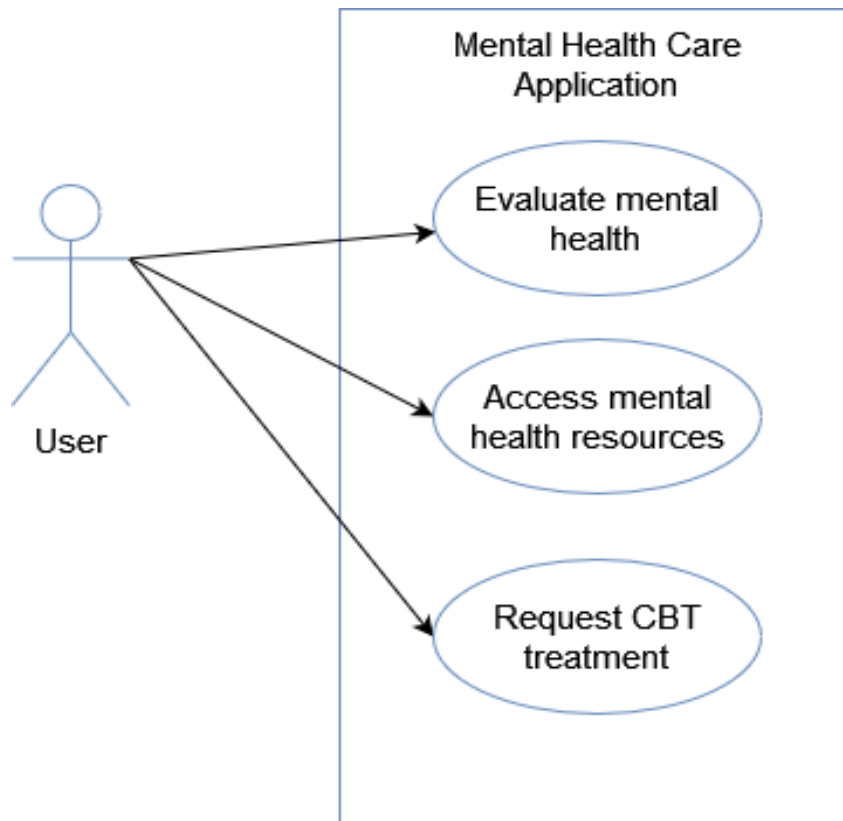 Mental Health Care
Application
Evaluate mental
health
Access mental
health resources
User
Request CBT
treatment